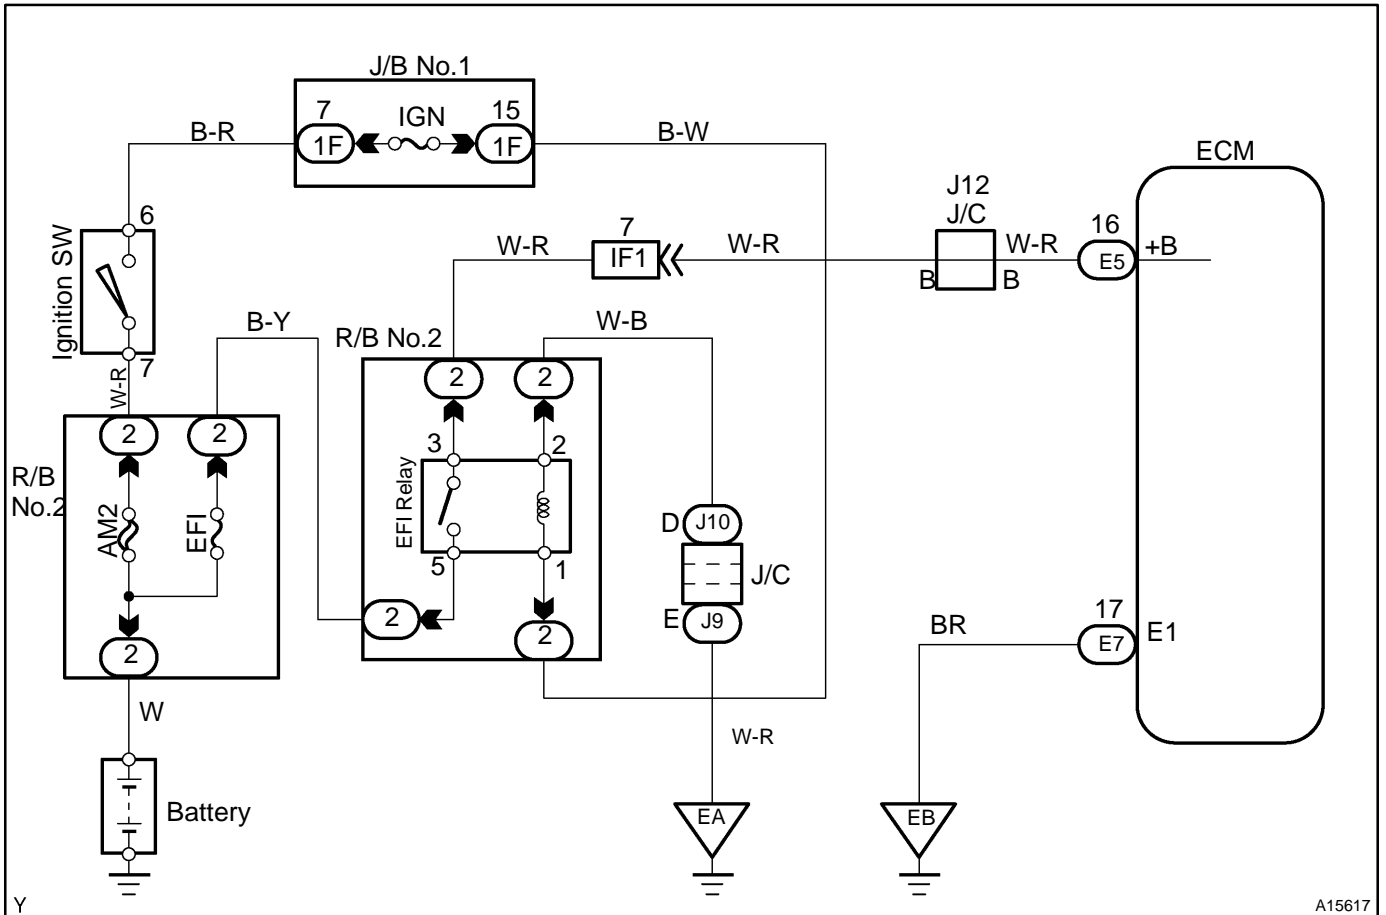 J/B No.1
7
IGN
15
B-R
1F
1F
B-W
ECM
J12
J/C
6
7
16
W-R
IF1
W-R
W-R
E5
+B
B
B
Ignition SW
B-Y
W-B
R/B No.2
7
W-R
2
2
2
2
R/B
No.2
3
2
AM2
EFI
EFI Relay
D
J10
5
1
J/C
2
E
J9
17
2
2
BR
E7
E1
W
W-R
Battery
EA
EB
Y
A15617